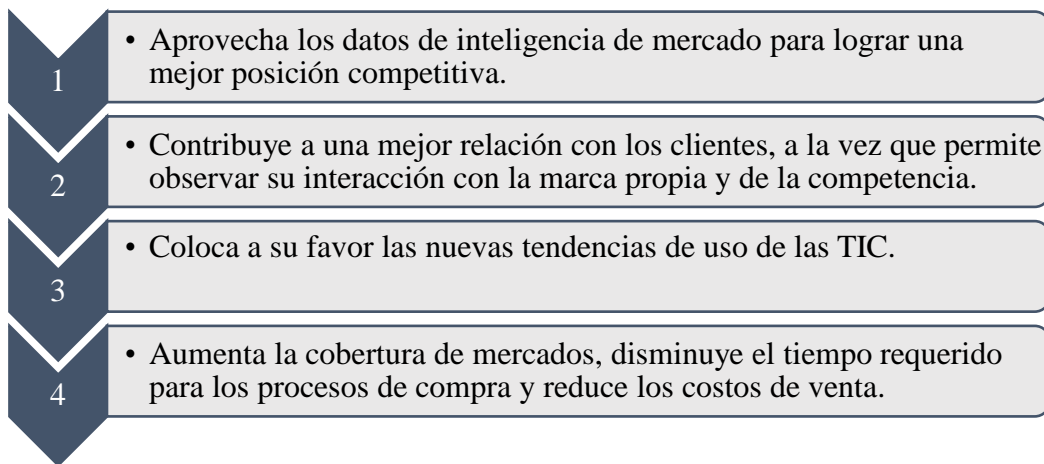 1
• Aprovecha los datos de inteligencia de mercado para lograr una
mejor posición competitiva.
2
• Contribuye a una mejor relación con los clientes, a la vez que permite
observar su interacción con la marca propia y de la competencia.
3
• Coloca a su favor las nuevas tendencias de uso de las TIC.
4
• Aumenta la cobertura de mercados, disminuye el tiempo requerido
para los procesos de compra y reduce los costos de venta.